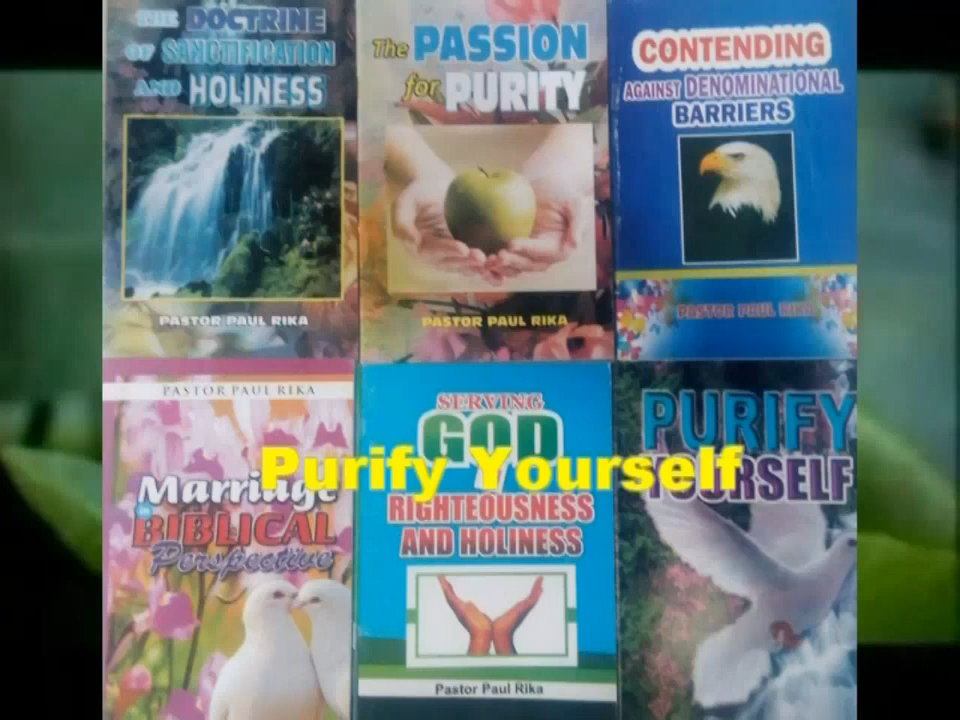 THE DOCTRINE
OF SANCTIFICATION
AND HOLINESS
PASTOR PAUL RIKA
The PASSION
for PURITY
PASTOR PAUL RIKA
CONTENDING
AGAINST DENOMINATIONAL
BARRIERS
PASTOR PAUL RIKA
PASTOR PAUL RIKA
Marriage
in
BIBLICAL
Perspective
SERVING
GOD
RIGHTEOUSNESS
AND HOLINESS
Pastor Paul Rika
PURIFY
YOURSELF
Purify Yourself